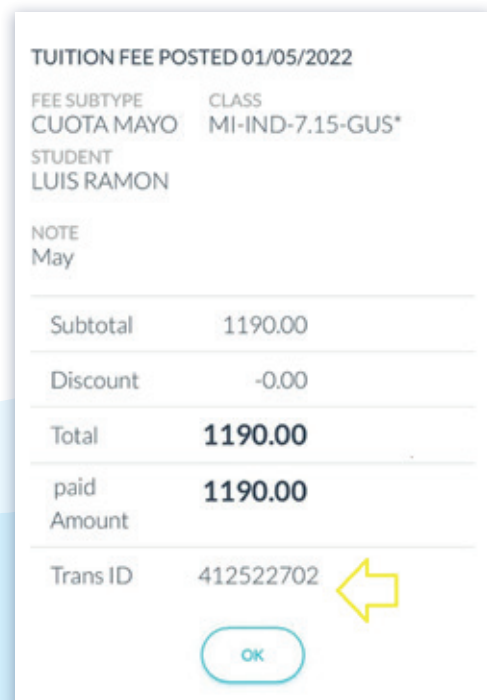 TUITION FEE POSTED 01/05/2022
FEE SUBTYPE CLASS
CUOTA MAYO MI-IND-7.15-GUS*
STUDENT
LUIS RAMON
NOTE
May
Subtotal 1190.00
Discount -0.00
Total 1190.00
paid 1190.00
Amount
Trans ID 412522702
OK